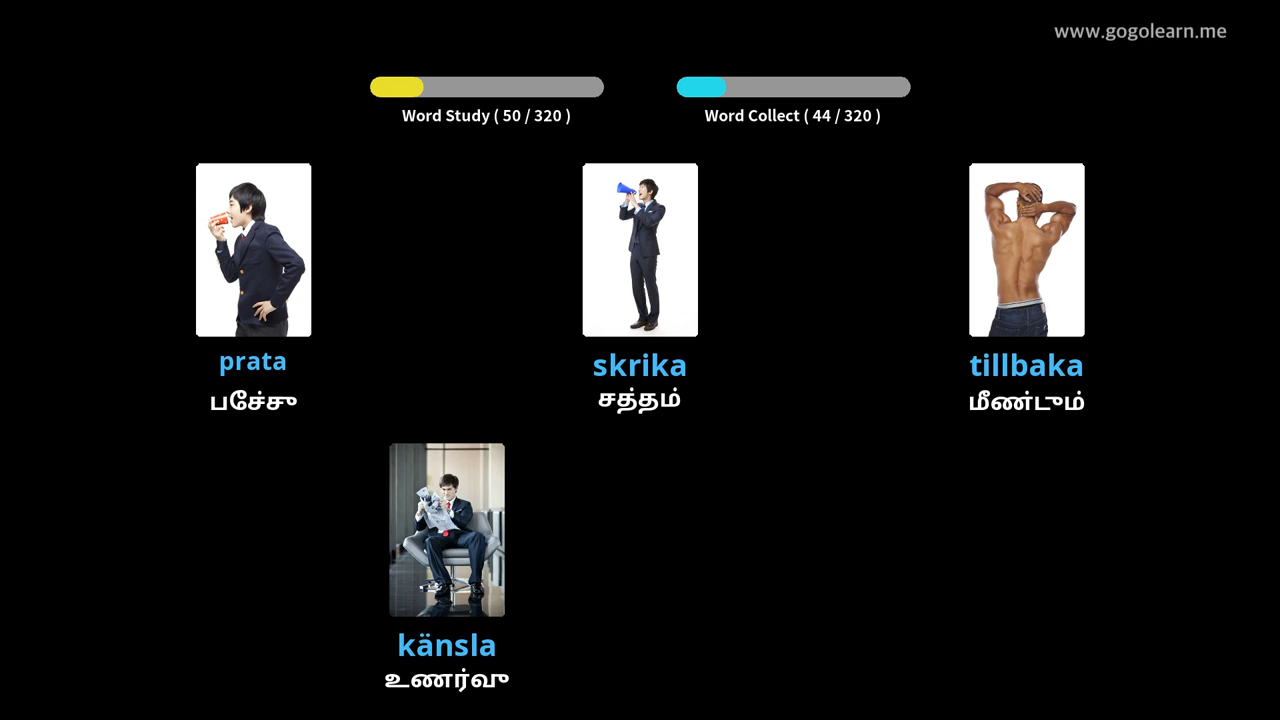 www.gogolearn.me
Word Study ( 50 / 320 )
Word Collect ( 44 / 320 )
prata
பேச்சு
skrika
சத்தம்
tillbaka
மீண்டும்
känsla
உணர்வு